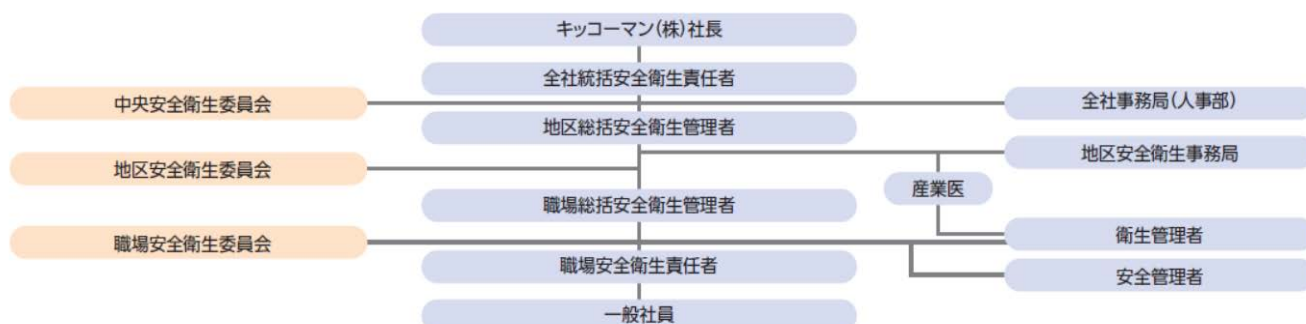 キッコーマン(株)社長
全社統括安全衛生責任者
中央安全衛生委員会
全社事務局(人事部)
地区総括安全衛生管理者
地区安全衛生事務局
地区安全衛生委員会
産業医
職場総括安全衛生管理者
衛生管理者
職場安全衛生委員会
職場安全衛生責任者
安全管理者
一般社員